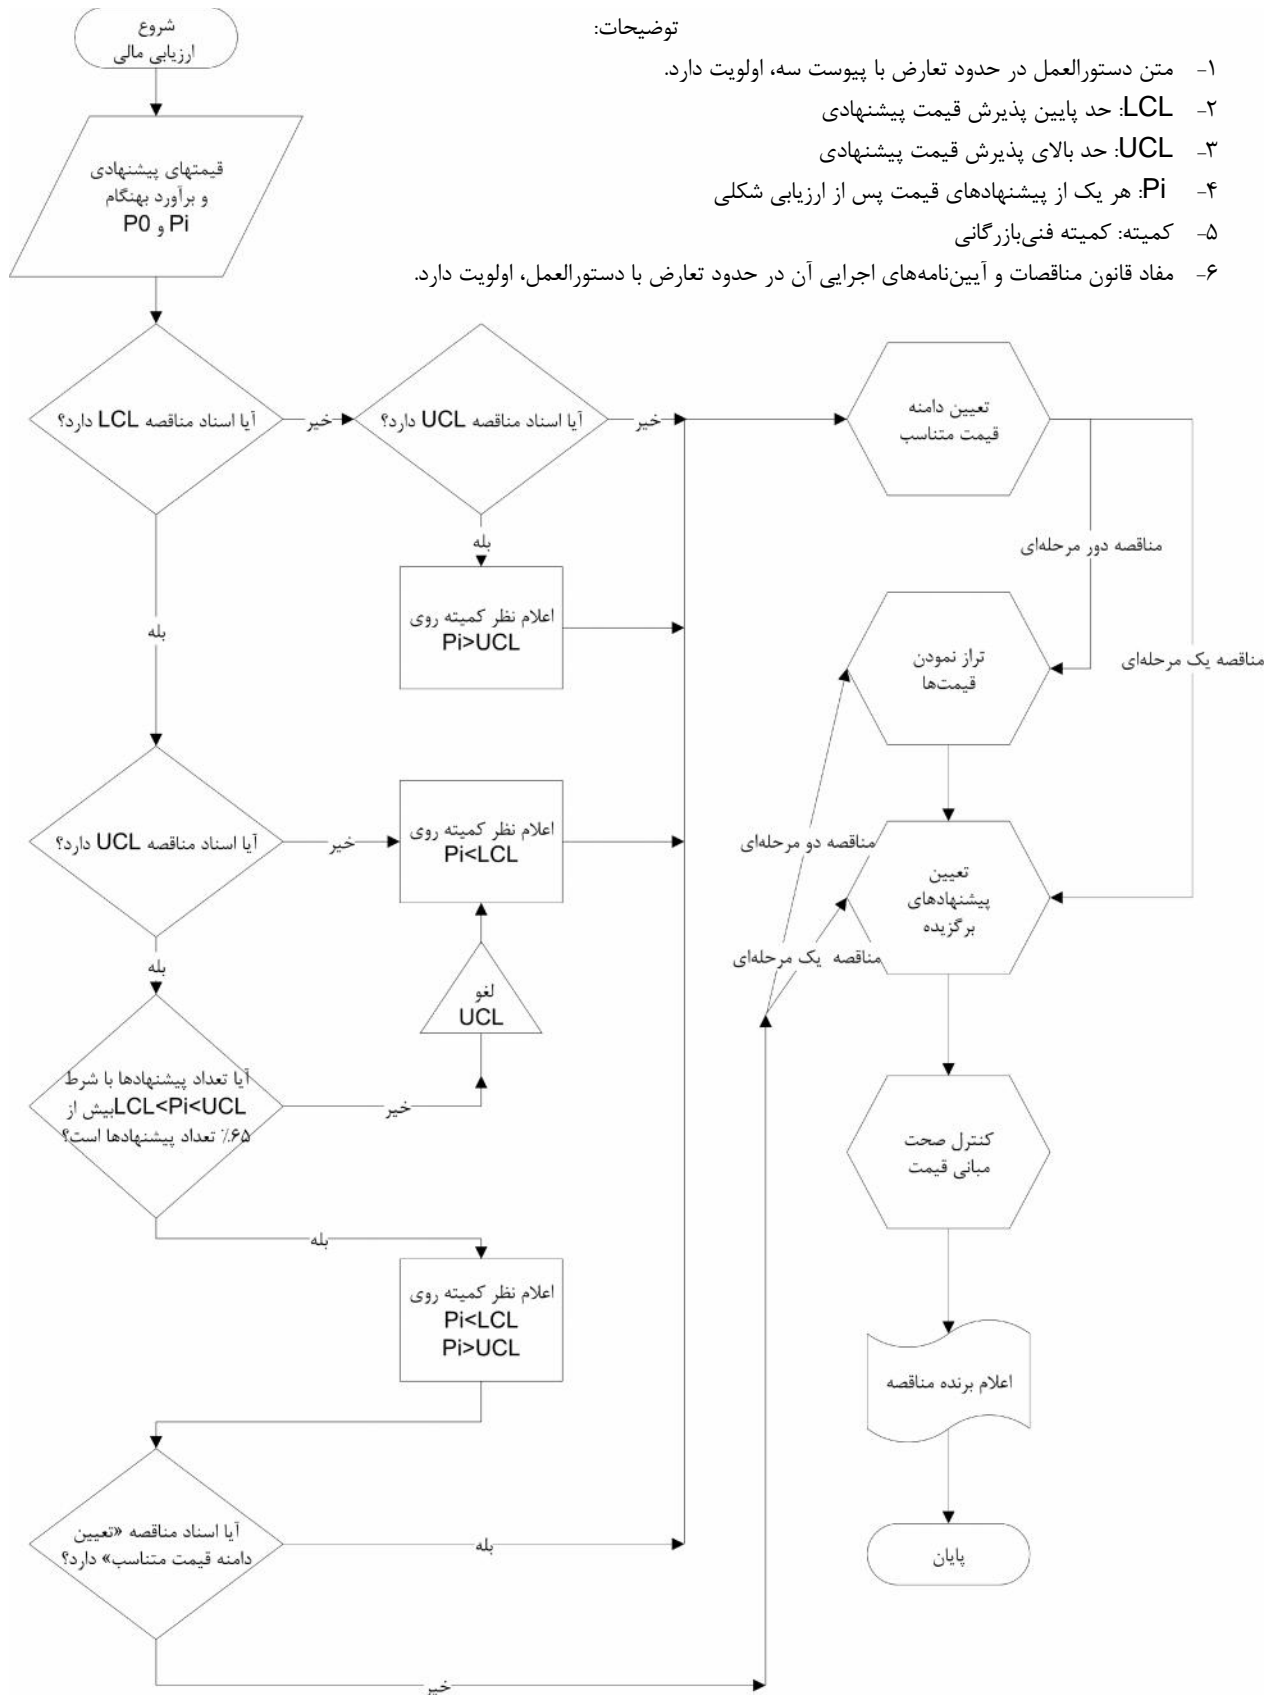 توضیحات:
۱- متن دستورالعمل در حدود تعارض با پیوست سه، اولویت دارد.
۲- LCL: حد پایین پذیرش قیمت پیشنهادی
۳- UCL: حد بالای پذیرش قیمت پیشنهادی
۴- Pi: هر یک از پیشنهادهای قیمت پس از ارزیابی شکلی
۵- کمیته: کمیته فنی‌بازرگانی
۶- مفاد قانون مناقصات و آیین‌نامه‌های اجرایی آن در حدود تعارض با دستورالعمل، اولویت دارد.
شروع
ارزیابی مالی
قیمتهای پیشنهادی
و برآورد بهنگام
Pi و P0
آیا اسناد مناقصه LCL دارد؟
خیر
آیا اسناد مناقصه UCL دارد؟
خیر
تعیین دامنه
قیمت متناسب
بله
اعلام نظر کمیته روی
Pi>UCL
مناقصه دور مرحله‌ای
مناقصه یک مرحله‌ای
بله
تراز نمودن
قیمت‌ها
آیا اسناد مناقصه UCL دارد؟
خیر
اعلام نظر کمیته روی
Pi<LCL
مناقصه دو مرحله‌ای
مناقصه یک مرحله‌ای
تعیین
پیشنهادهای
برگزیده
بله
لغو
UCL
آیا تعداد پیشنهادها با شرط
LCL<Pi<UCL بیش از
۶۵٪ تعداد پیشنهادها است؟
خیر
کنترل صحت
مبانی قیمت
بله
اعلام نظر کمیته روی
Pi<LCL
Pi>UCL
اعلام برنده مناقصه
آیا اسناد مناقصه «تعیین
دامنه قیمت متناسب» دارد؟
بله
خیر
پایان